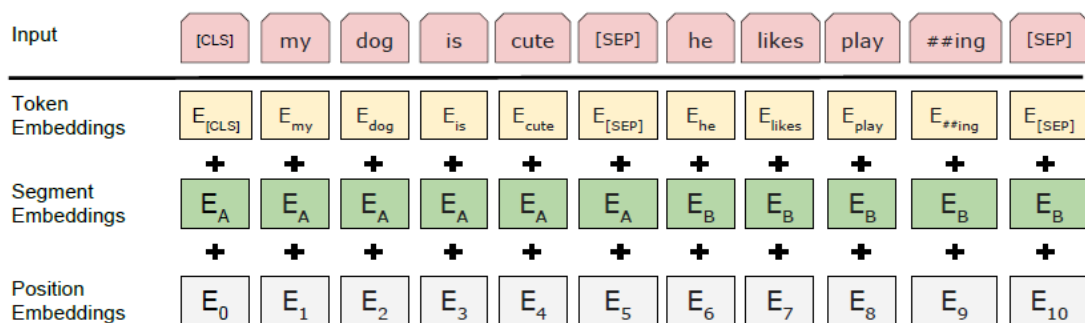 Input [CLS] my dog is cute [SEP] he likes play ##ing [SEP]
Token
Embeddings E[CLS] Emy Edog Eis Ecute E[SEP] Ehe Elikes Eplay E##ing E[SEP]
+ + + + + + + + + + +
Segment
Embeddings EA EA EA EA EA EA EB EB EB EB EB
+ + + + + + + + + + +
Position
Embeddings E0 E1 E2 E3 E4 E5 E6 E7 E8 E9 E10